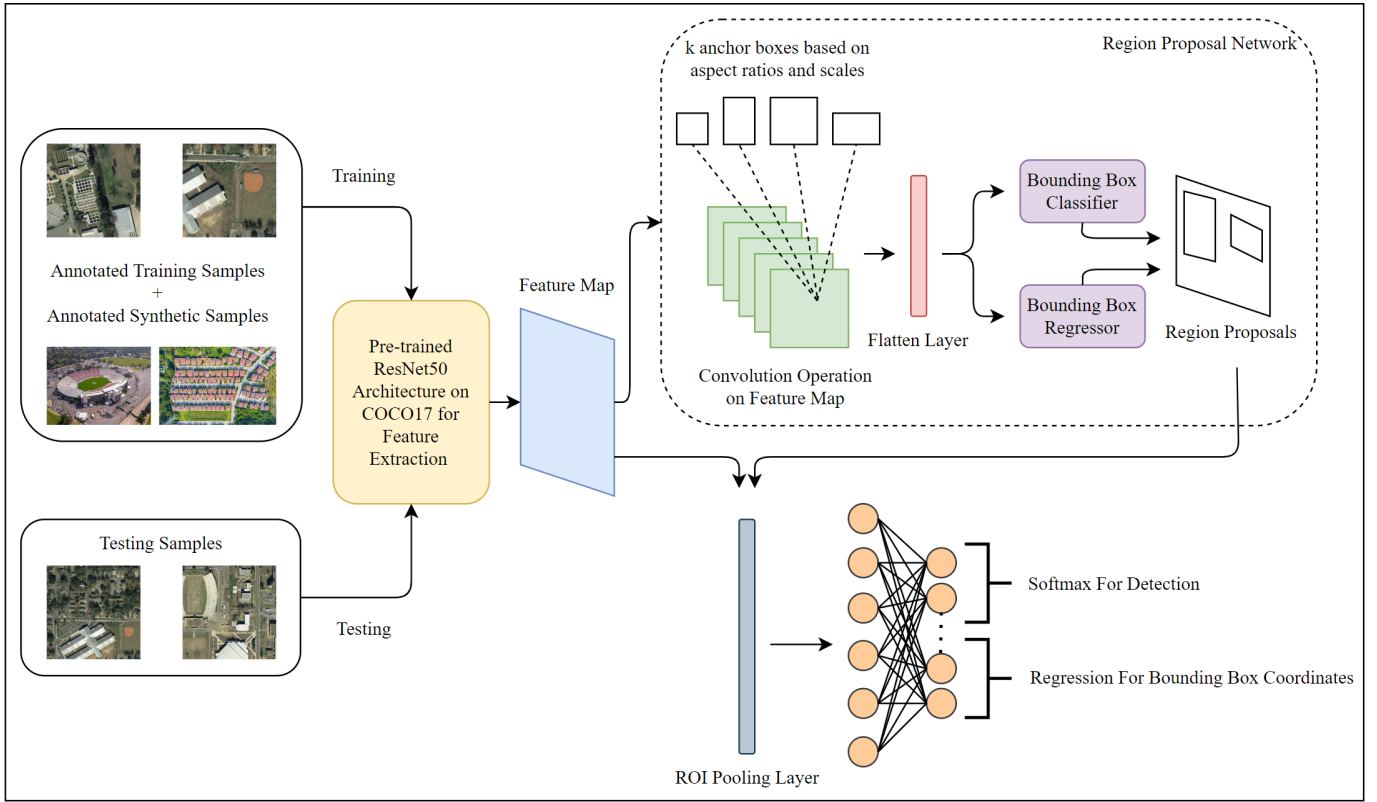 k anchor boxes based on
aspect ratios and scales
Region Proposal Network
Training
Annotated Training Samples
+
Annotated Synthetic Samples
Feature Map
Bounding Box
Classifier
Bounding Box
Regressor
Region Proposals
Flatten Layer
Convolution Operation
on Feature Map
Pre-trained
ResNet50
Architecture on
COCO17 for
Feature
Extraction
Testing Samples
Testing
Softmax For Detection
Regression For Bounding Box Coordinates
ROI Pooling Layer